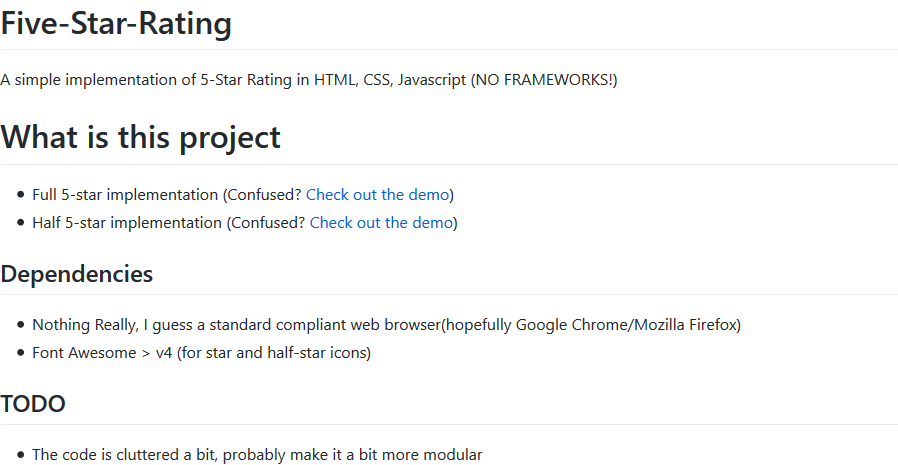 Five-Star-Rating
A simple implementation of 5-Star Rating in HTML, CSS, Javascript (NO FRAMEWORKS!)
What is this project
• Full 5-star implementation (Confused? Check out the demo)
• Half 5-star implementation (Confused? Check out the demo)
Dependencies
• Nothing Really, I guess a standard compliant web browser(hopefully Google Chrome/Mozilla Firefox)
• Font Awesome > v4 (for star and half-star icons)
TODO
• The code is cluttered a bit, probably make it a bit more modular